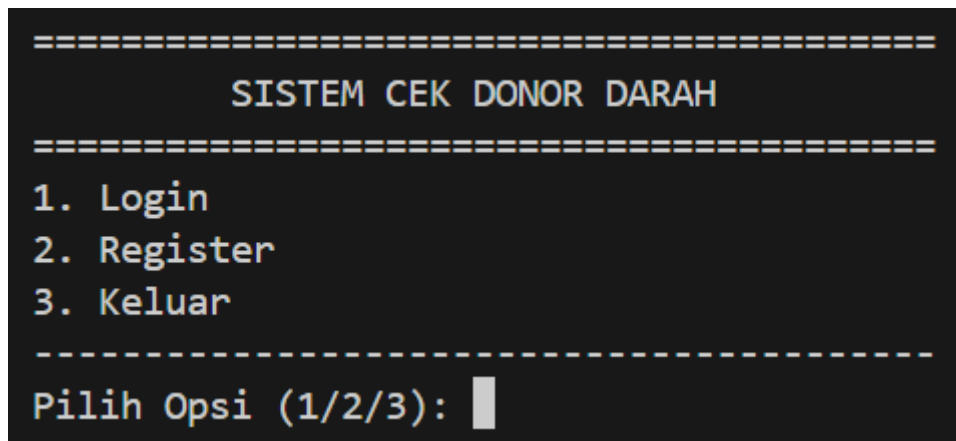 =========================================
SISTEM CEK DONOR DARAH
=========================================
1. Login
2. Register
3. Keluar
-----------------------------------------
Pilih Opsi (1/2/3):